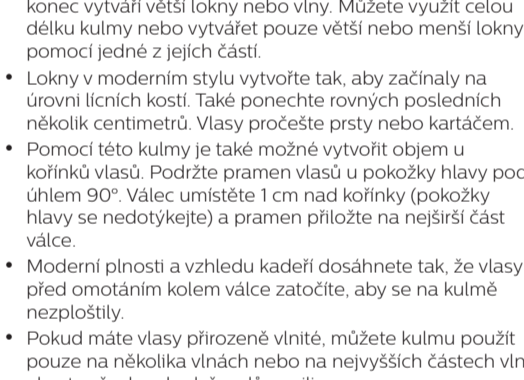 konec vytváří větší lokny nebo vlny. Můžete využít celou
délku kulmy nebo vytvářet pouze větší nebo menší lokny
pomocí jedné z jejích částí.
• Lokny v moderním stylu vytvořte tak, aby začínaly na
úrovni lícních kostí. Také ponechte rovných posledních
několik centimetrů. Vlasy pročešte prsty nebo kartáčem.
• Pomocí této kulmy je také možné vytvořit objem u
kořínků vlasů. Podržte pramen vlasů u pokožky hlavy pod
úhlem 90°. Válec umístěte 1 cm nad kořínky (pokožky
hlavy se nedotýkejte) a pramen přiložte na nejširší část
válce.
• Moderní plnosti a vzhledu kadeří dosáhnete tak, že vlasy
před omotáním kolem válce zatočíte, aby se na kulmě
nezploštily.
• Pokud máte vlasy přirozeně vlnité, můžete kulmu použít
pouze na několika vlnách nebo na nejvyšších částech vln